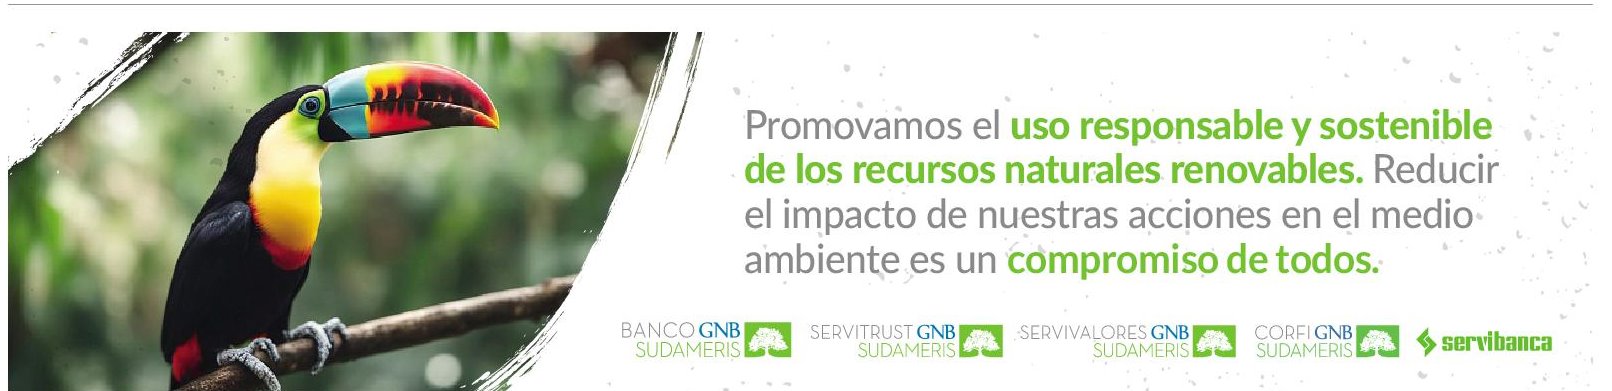 Promovamos el uso responsable y sostenible
de los recursos naturales renovables. Reducir
el impacto de nuestras acciones en el medio
ambiente es un compromiso de todos.
BANCO GNB SUDAMERIS
SERVITRUST GNB SUDAMERIS
SERVIVALORES GNB SUDAMERIS
CORFI GNB SUDAMERIS
servibanca